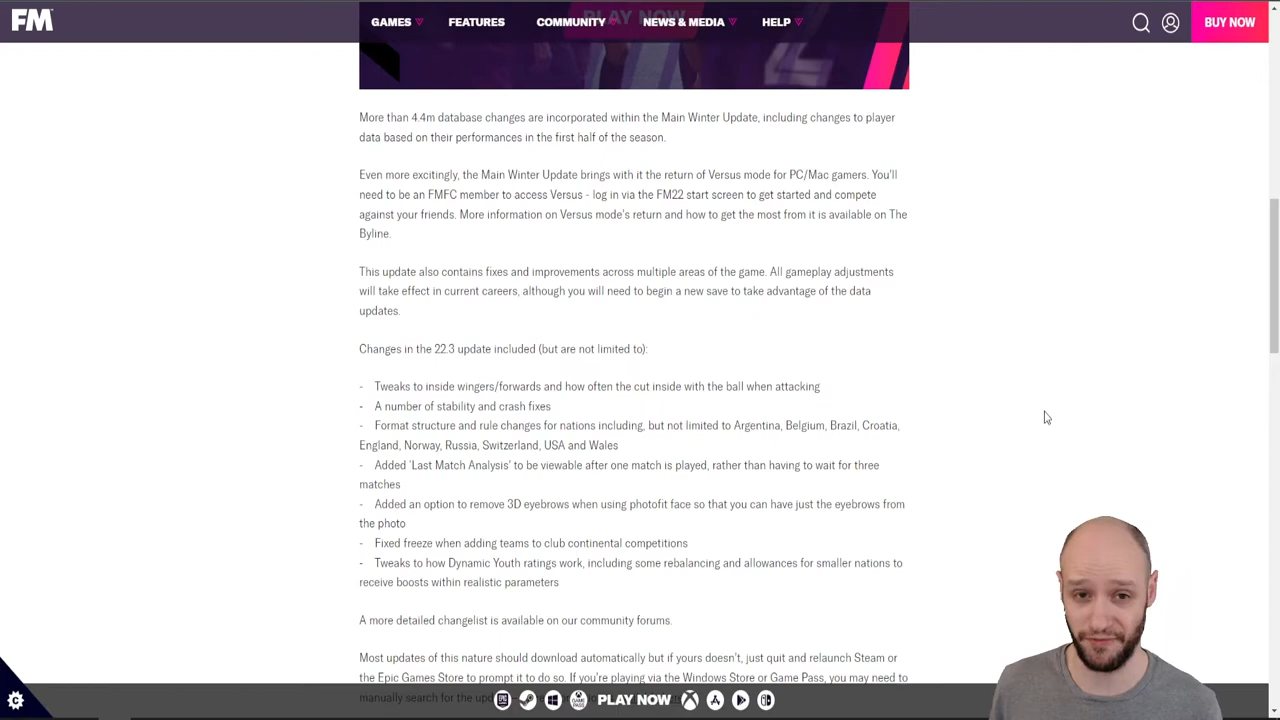 FM
GAMES
FEATURES
COMMUNITY
NEWS & MEDIA
HELP
BUY NOW
PLAY NOW
More than 4.4m database changes are incorporated within the Main Winter Update, including changes to player
data based on their performances in the first half of the season.
Even more excitingly, the Main Winter Update brings with it the return of Versus mode for PC/Mac gamers. You'll
need to be an FMFC member to access Versus - log in via the FM22 start screen to get started and compete
against your friends. More information on Versus mode's return and how to get the most from it is available on The
Byline.
This update also contains fixes and improvements across multiple areas of the game. All gameplay adjustments
will take effect in current careers, although you will need to begin a new save to take advantage of the data
updates.
Changes in the 22.3 update included (but are not limited to):
- Tweaks to inside wingers/forwards and how often the cut inside with the ball when attacking
- A number of stability and crash fixes
- Format structure and rule changes for nations including, but not limited to Argentina, Belgium, Brazil, Croatia,
England, Norway, Russia, Switzerland, USA and Wales
- Added 'Last Match Analysis' to be viewable after one match is played, rather than having to wait for three
matches
- Added an option to remove 3D eyebrows when using photofit face so that you can have just the eyebrows from
the photo
- Fixed freeze when adding teams to club continental competitions
- Tweaks to how Dynamic Youth ratings work, including some rebalancing and allowances for smaller nations to
receive boosts within realistic parameters
A more detailed changelist is available on our community forums.
Most updates of this nature should download automatically but if yours doesn't, just quit and relaunch Steam or
the Epic Games Store to prompt it to do so. If you're playing via the Windows Store or Game Pass, you may need to
manually search for the
PLAY NOW